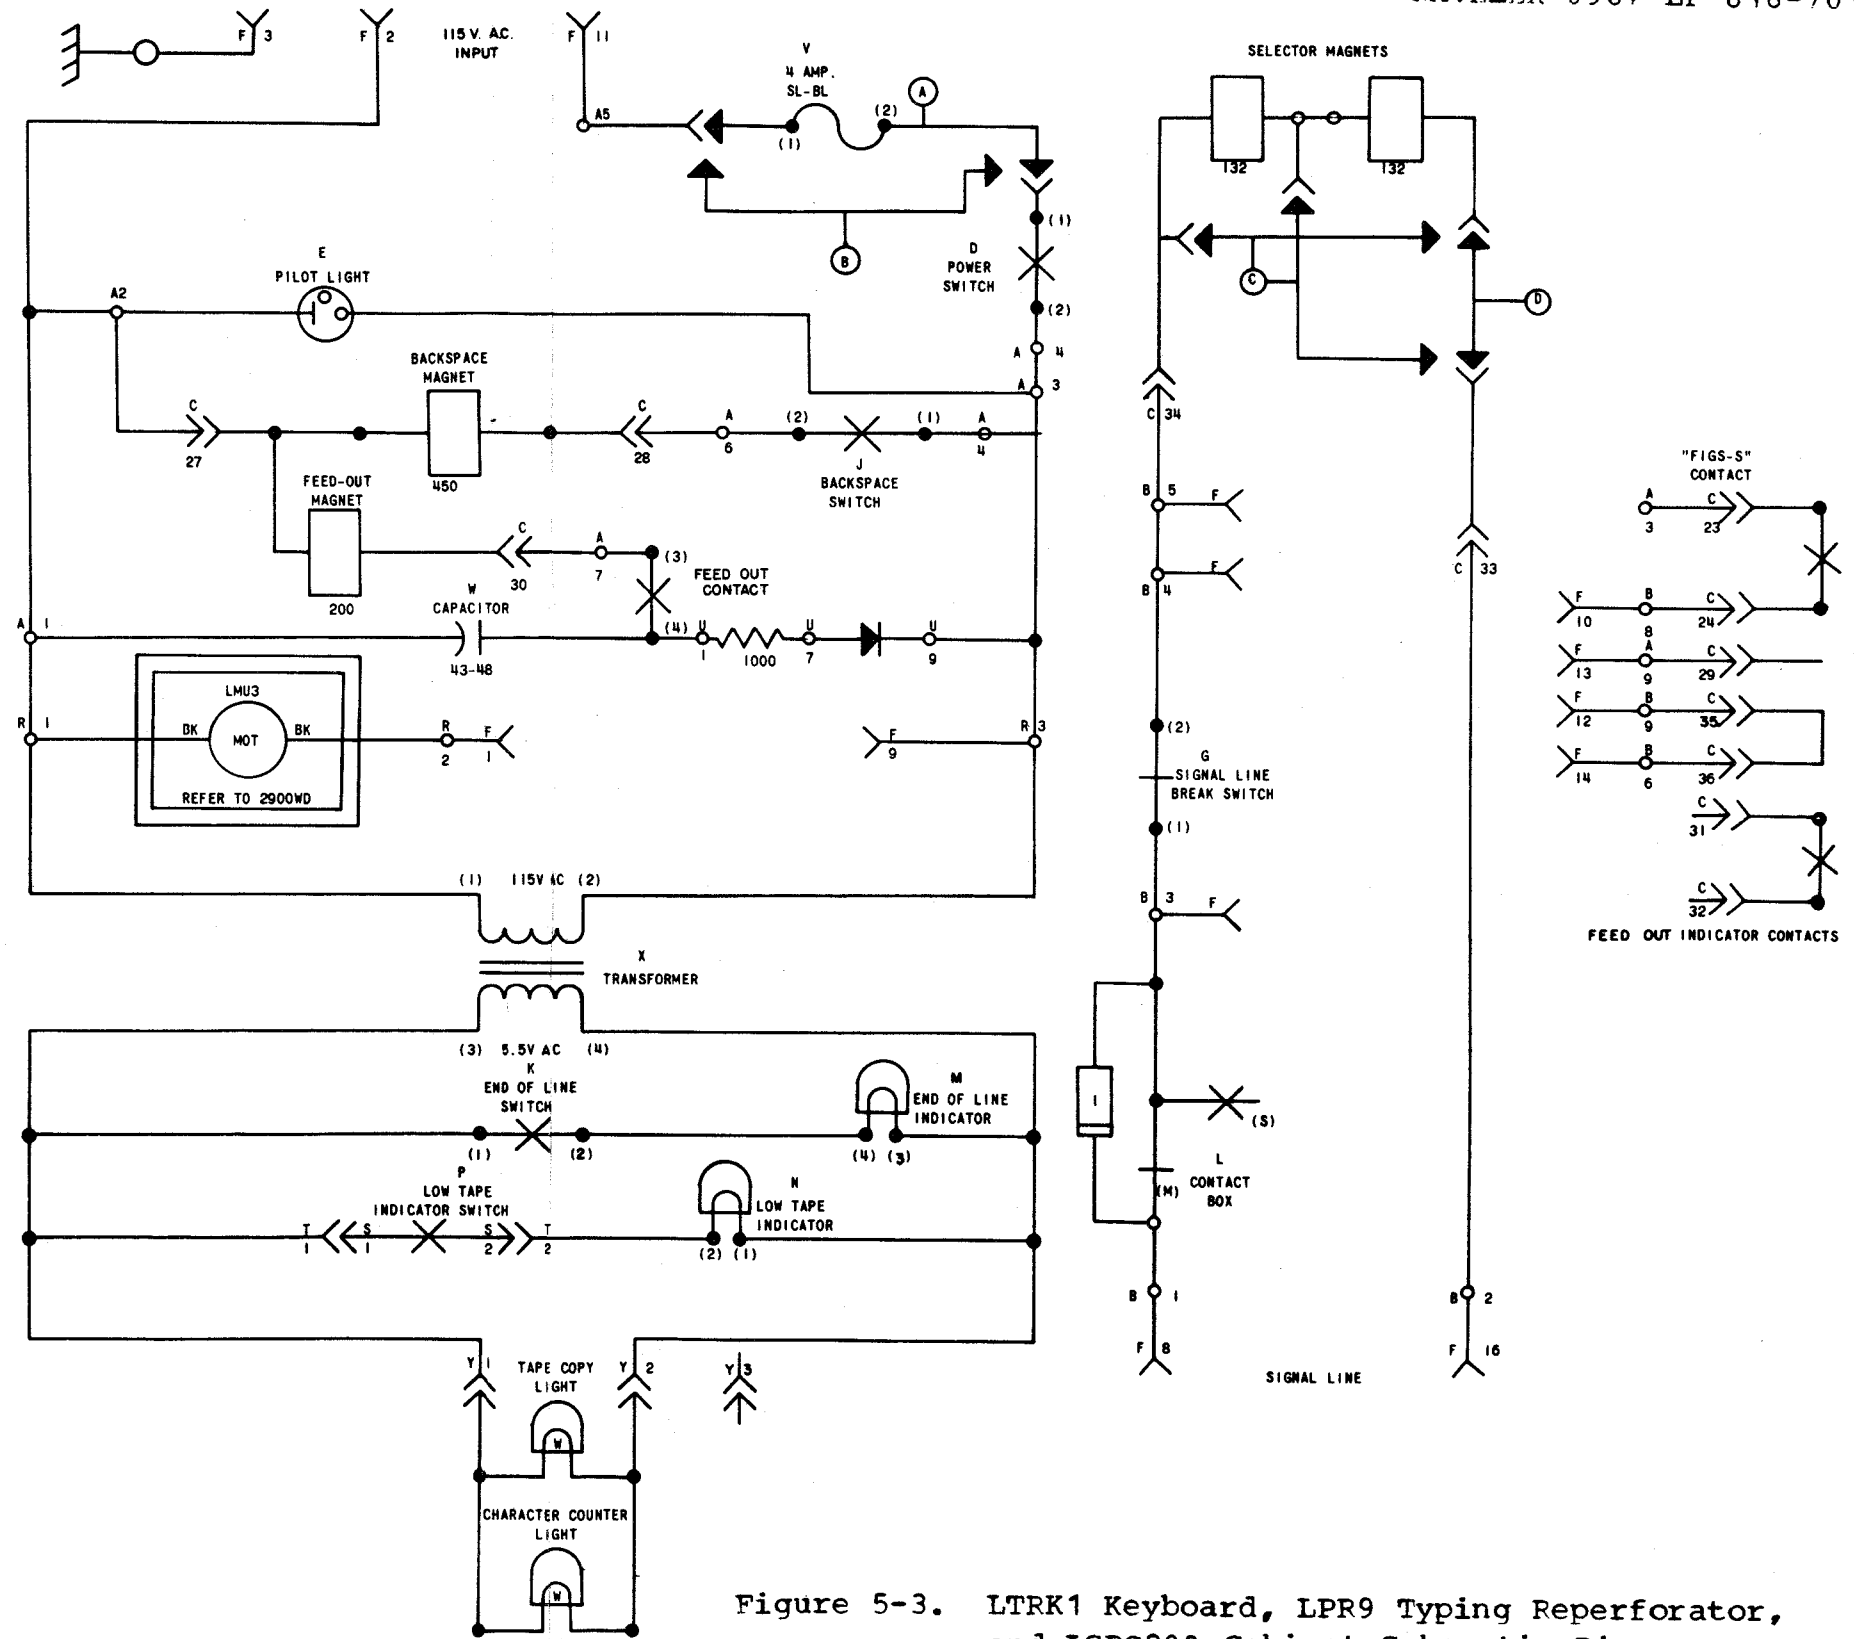 F 3
F 2
115 V. A.C.
INPUT
F 11
A5
V
4 AMP.
SL-BL
(1)
(2)
A
B
(1)
D
POWER
SWITCH
(2)
A 4
A 3
E
PILOT LIGHT
A2
BACKSPACE
MAGNET
450
C
27
C
28
A
6
(2)
(1)
A
4
J
BACKSPACE
SWITCH
FEED-OUT
MAGNET
200
C
30
A
7
(3)
FEED OUT
CONTACT
W
CAPACITOR
43-48
(4)
U
1
1000
U
7
U
9
A 1
R 1
LMU3
BK
MOT
BK
REFER TO 2900WD
R
2
F
1
F
9
R 3
(1) 115V AC (2)
X
TRANSFORMER
(3) 5.5V AC (4)
K
END OF LINE
SWITCH
(1)
(2)
M
END OF LINE
INDICATOR
(4) (3)
P
LOW TAPE
INDICATOR SWITCH
T
1
S
1
S
2
T
2
N
LOW TAPE
INDICATOR
(2) (1)
Y 1
TAPE COPY
LIGHT
Y 2
Y 3
W
CHARACTER COUNTER
LIGHT
W
SELECTOR MAGNETS
132
132
C
D
C 34
B 5
F
B 4
F
(2)
G
SIGNAL LINE
BREAK SWITCH
(1)
B 3
F
1
(S)
L
CONTACT
BOX
(M)
B 1
F 8
SIGNAL LINE
C 33
B 2
F 16
"FIGS-S"
CONTACT
A
3
C
23
F
10
B
8
C
24
F
13
A
9
C
29
F
12
B
9
C
35
F
14
B
6
C
36
C
31
C
32
FEED OUT INDICATOR CONTACTS
Figure 5-3. LTRK1 Keyboard, LPR9 Typing Reperforator,